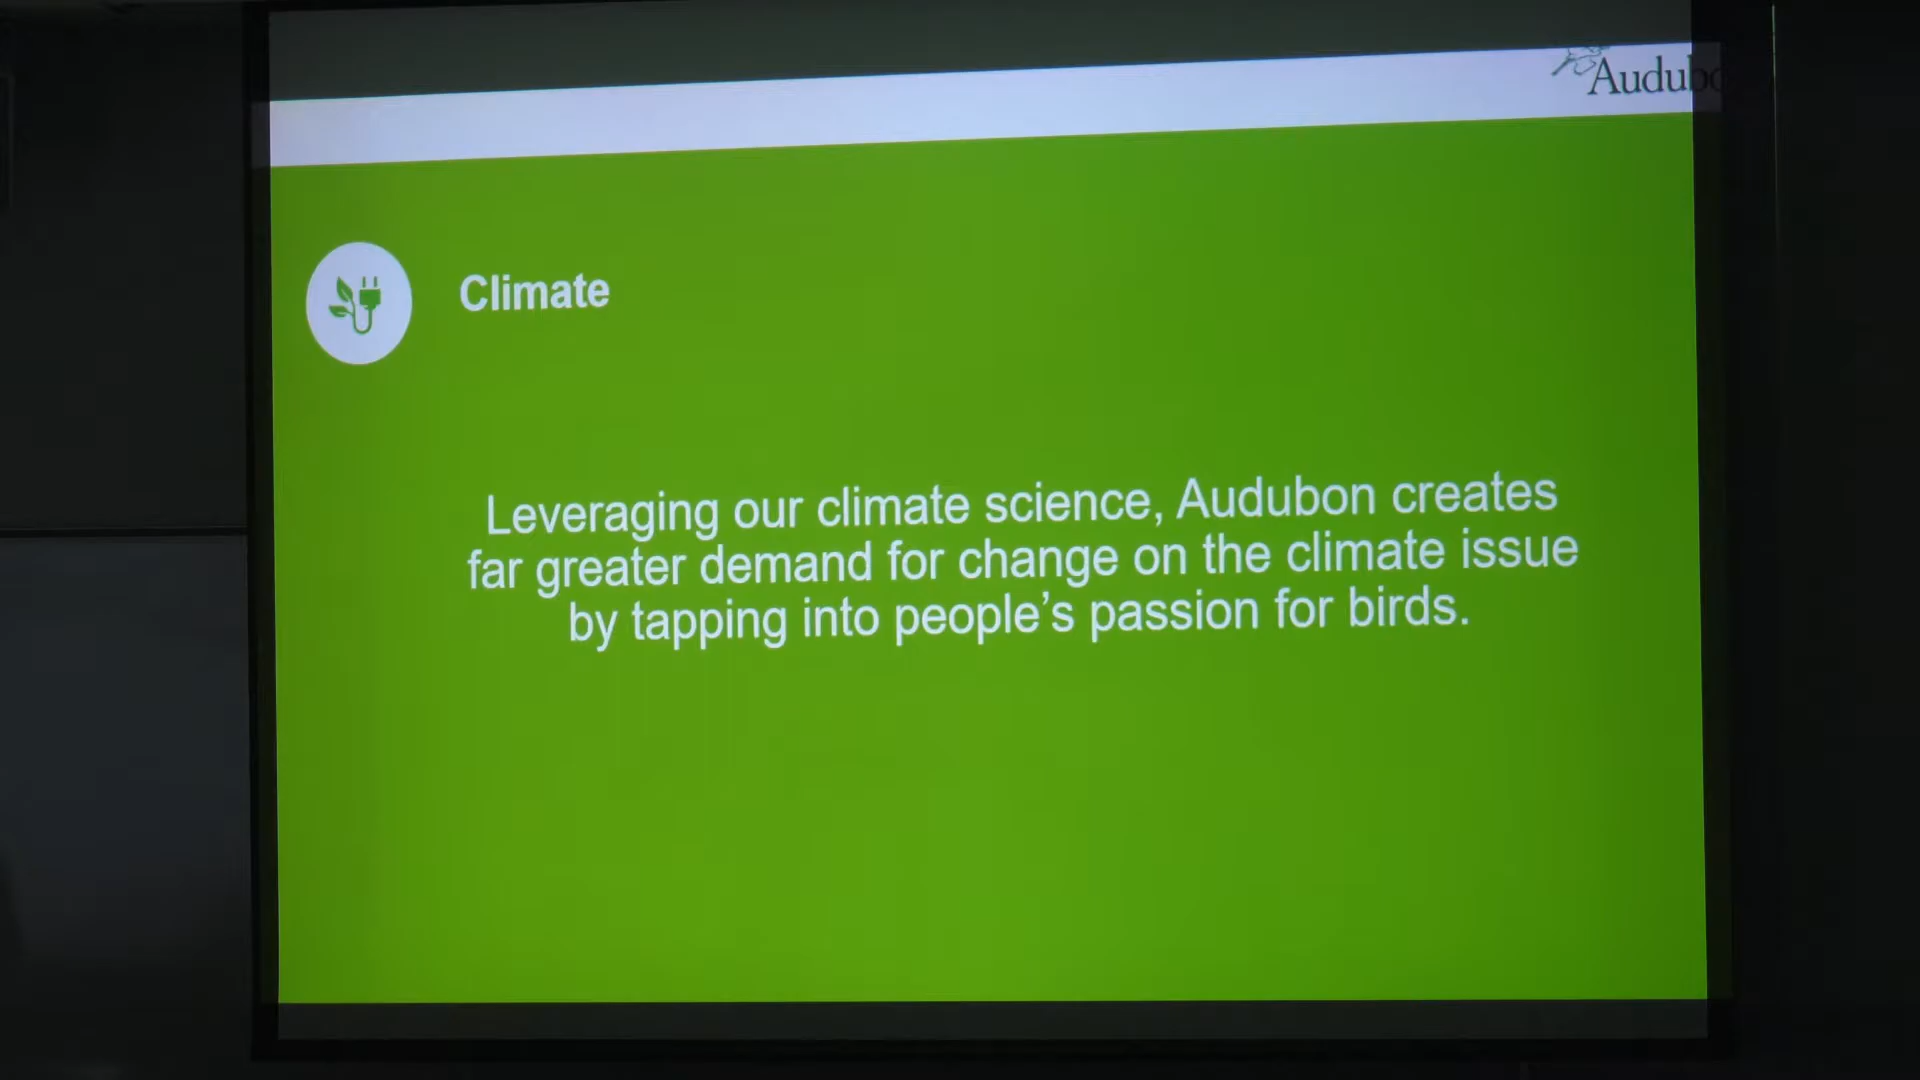 Audubo
Climate
Leveraging our climate science, Audubon creates
far greater demand for change on the climate issue
by tapping into people’s passion for birds.